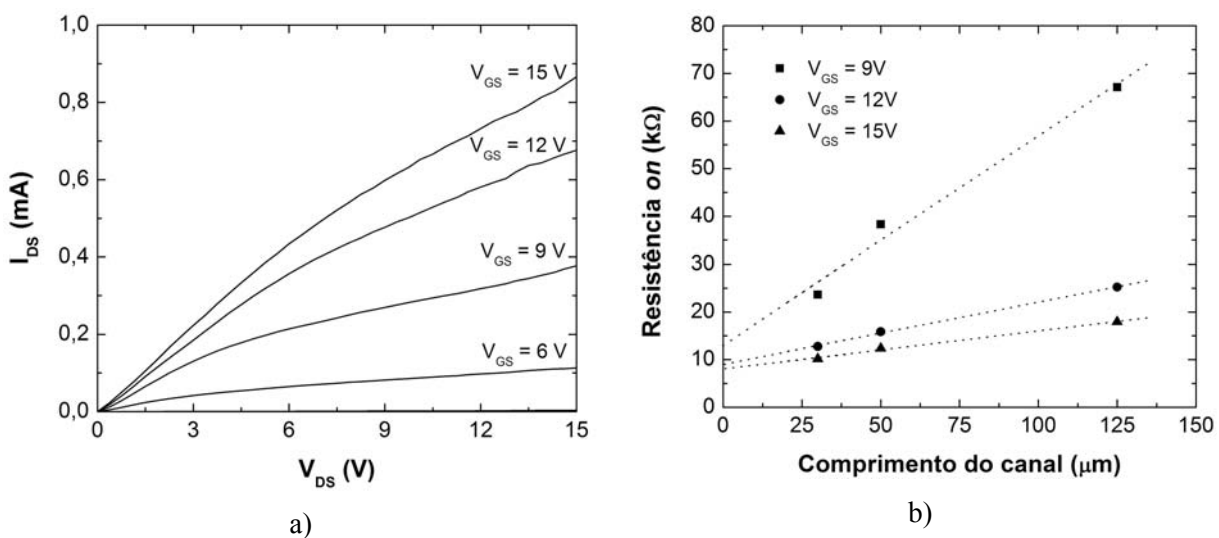 1,0
0,8
0,6
0,4
0,2
0,0
I_DS (mA)
V_GS = 15 V
V_GS = 12 V
V_GS = 9 V
V_GS = 6 V
0 3 6 9 12 15
V_DS (V)
a)
80
70
60
50
40
30
20
10
0
Resistência on (kΩ)
V_GS = 9V
V_GS = 12V
V_GS = 15V
0 25 50 75 100 125 150
Comprimento do canal (μm)
b)